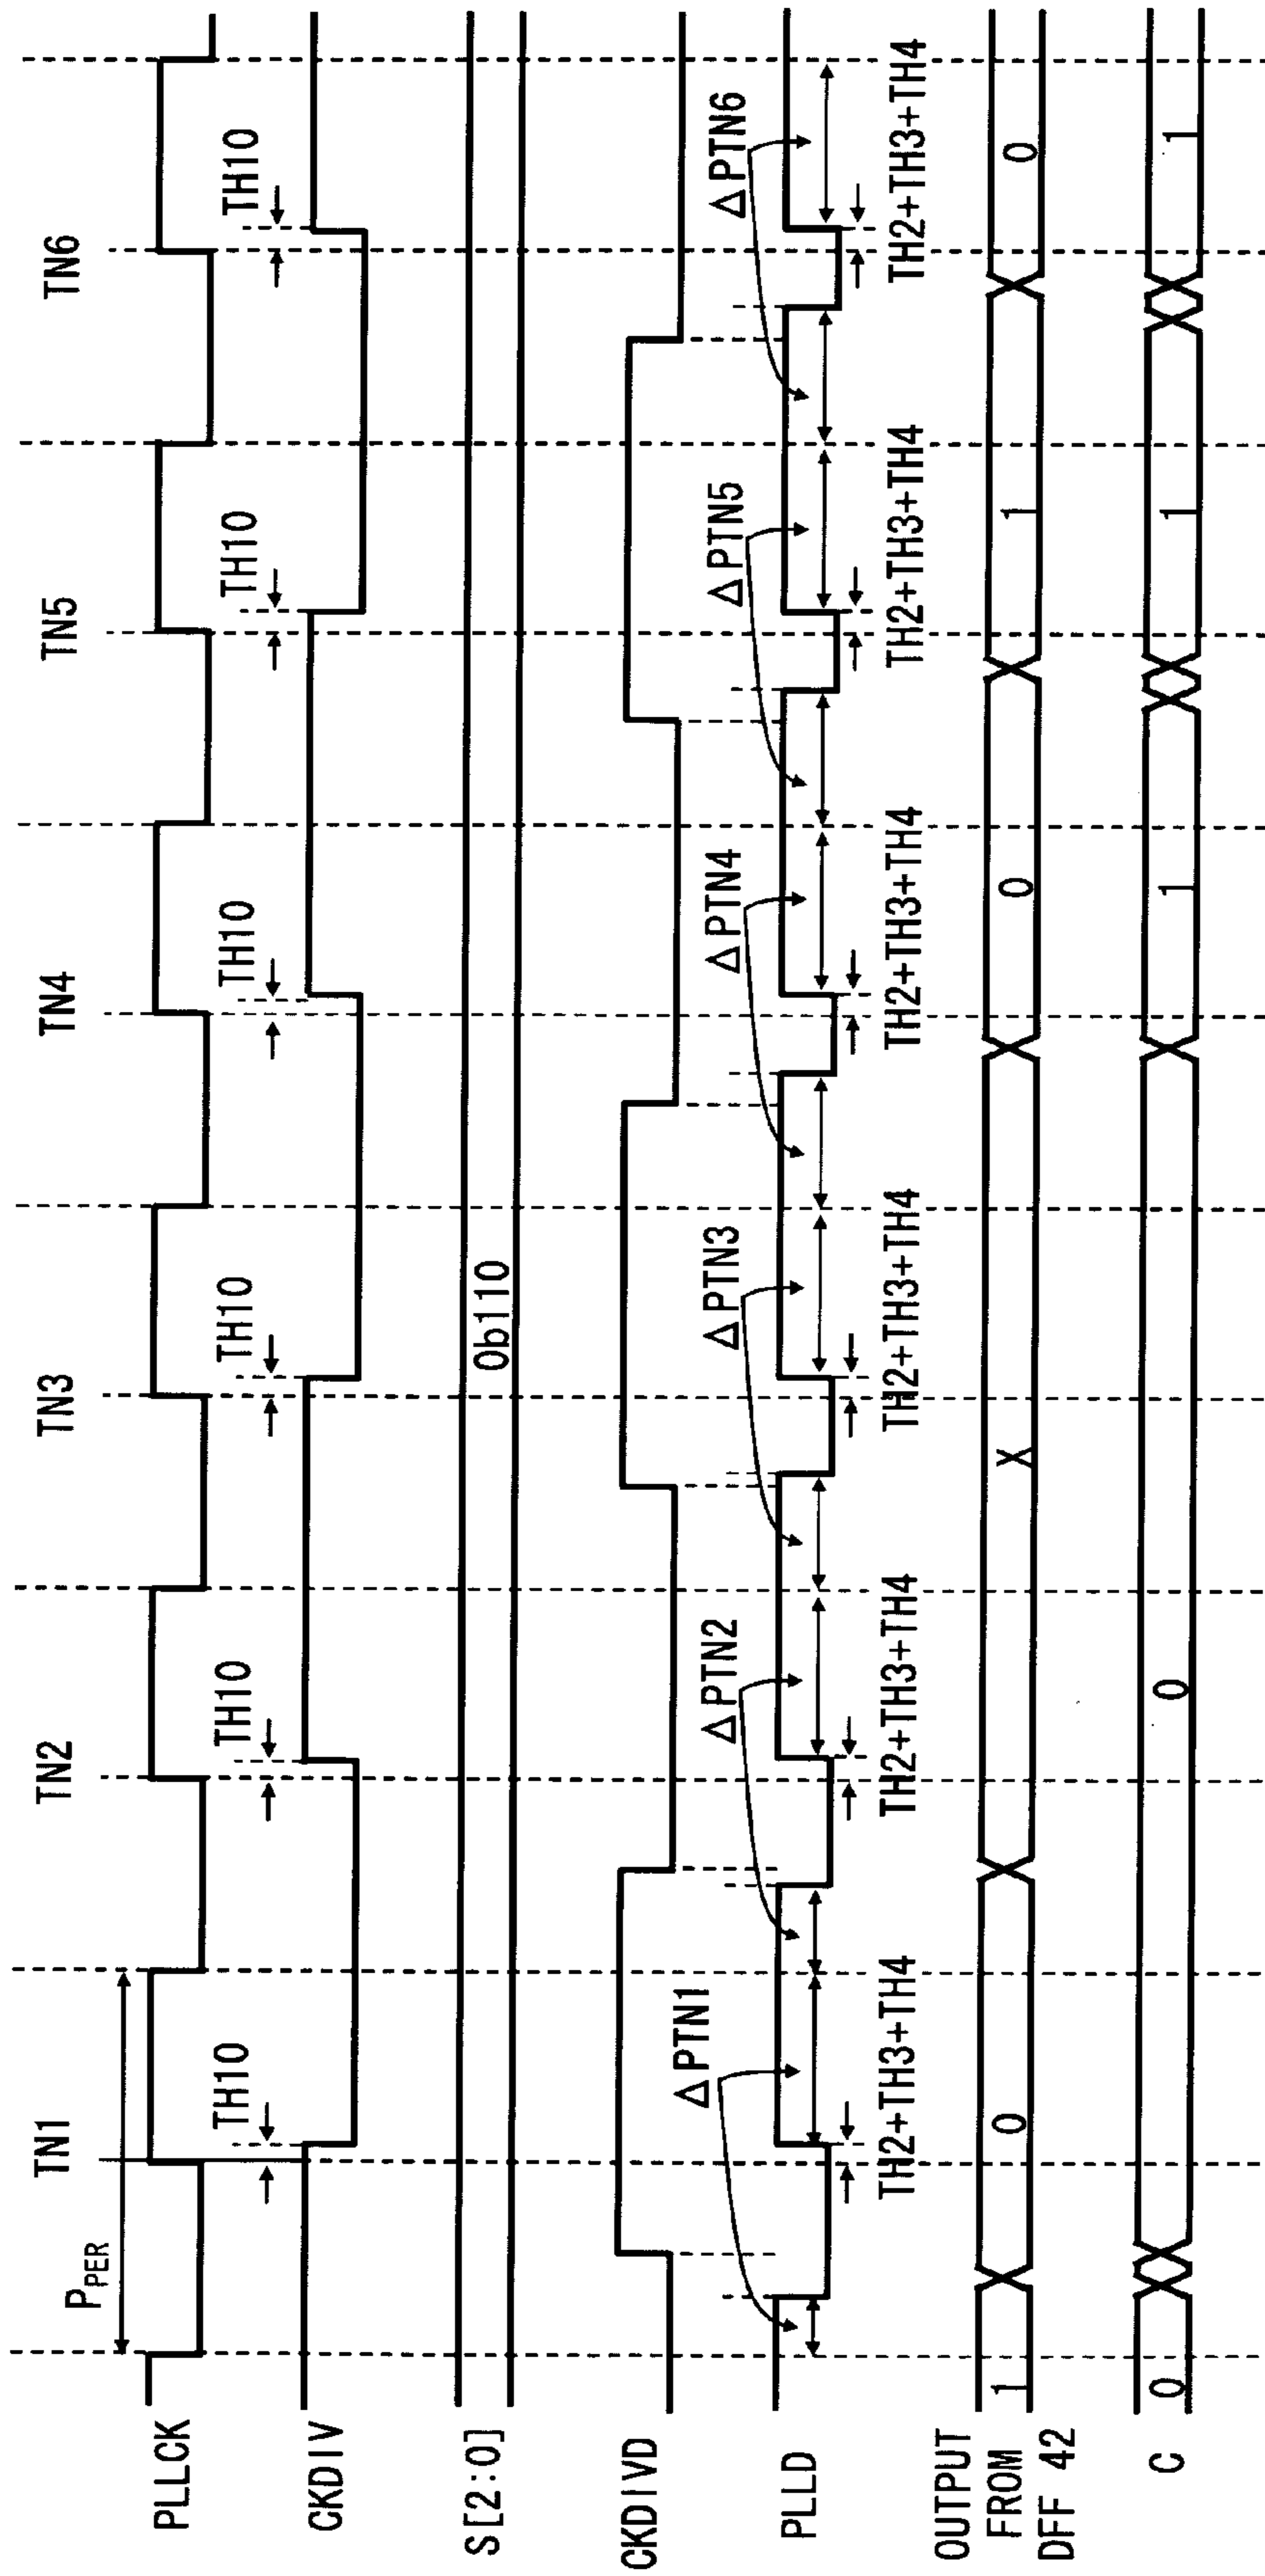 TN1 TN2 TN3 TN4 TN5 TN6
P_PER
PLLCK
TH10 TH10 TH10 TH10 TH10 TH10
CKDIV
S[2:0]
0b110
CKDIVD
ΔPTN1 ΔPTN2 ΔPTN3 ΔPTN4 ΔPTN5 ΔPTN6
PLLD
TH2+TH3+TH4 TH2+TH3+TH4 TH2+TH3+TH4 TH2+TH3+TH4 TH2+TH3+TH4 TH2+TH3+TH4
OUTPUT
FROM
DFF 42
1 0 X 0 1 0
C
0 0 1 1 1